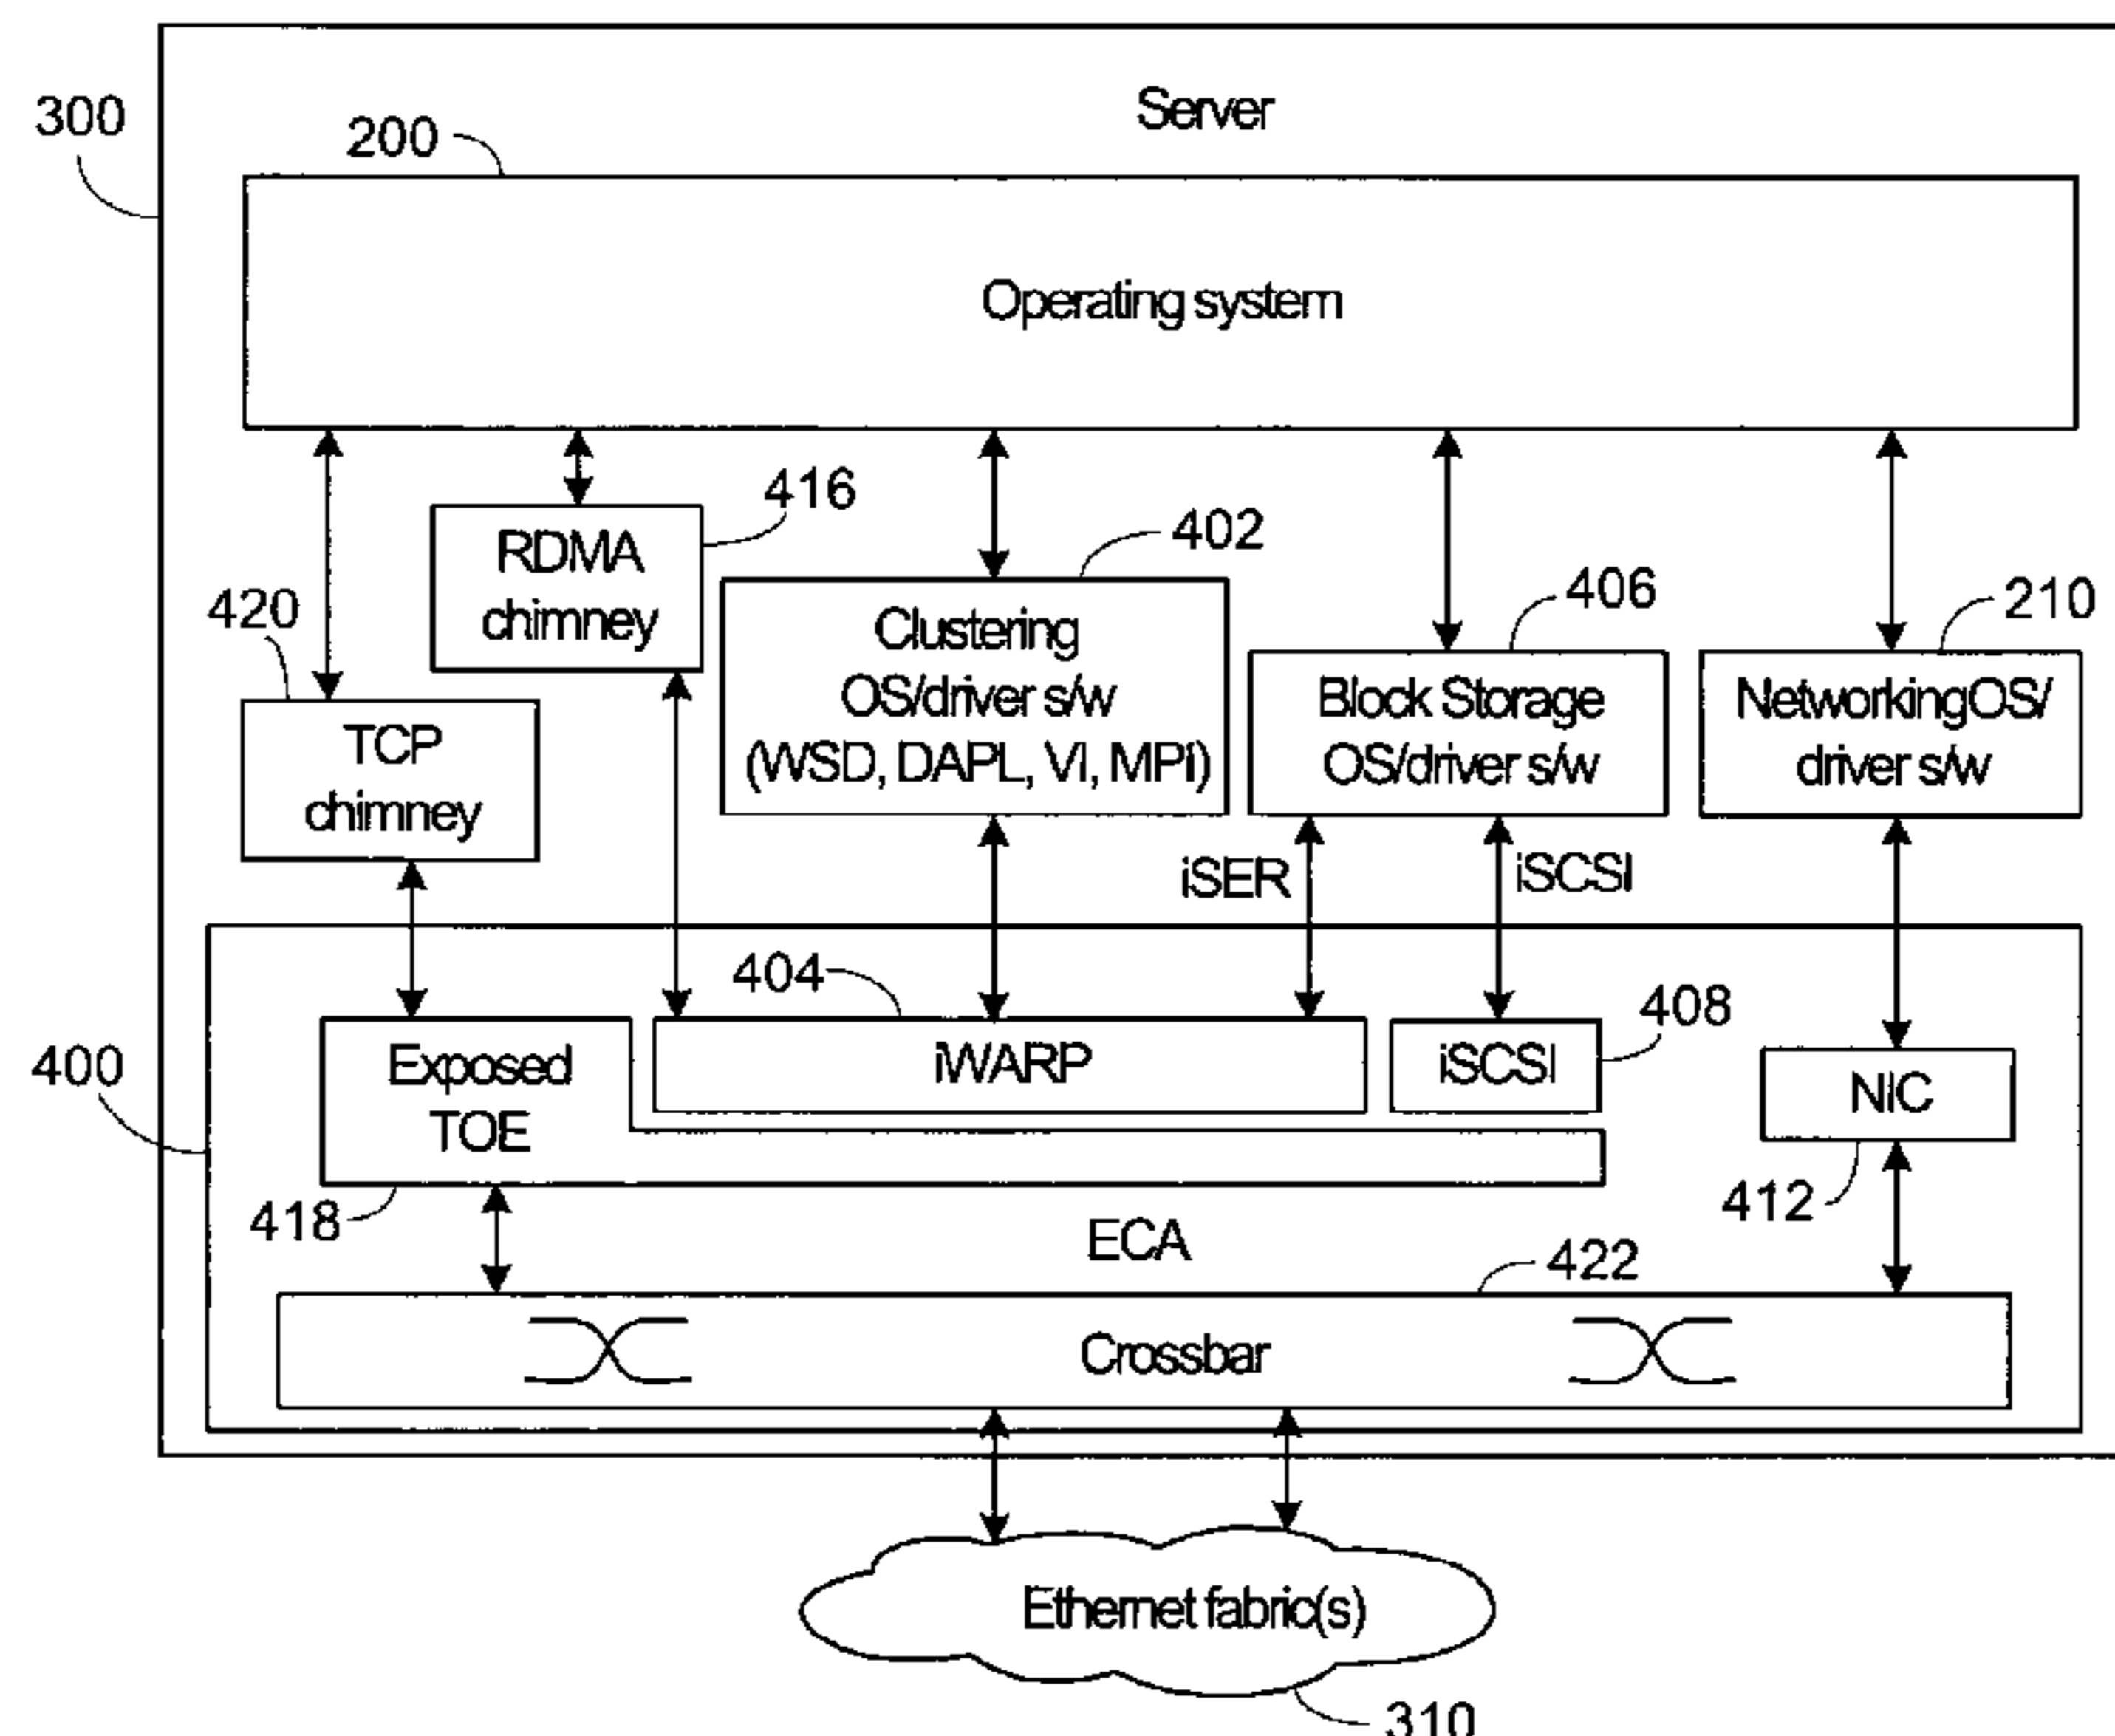 Server
300
200
Operating system
416
RDMA
chimney
402
Clustering
OS/driver s/w
(WSD, DAPL, VI, MPI)
406
Block Storage
OS/driver s/w
210
NetworkingOS/
driver s/w
420
TCP
chimney
iSER
iSCSI
404
408
400
Exposed
TOE
iWARP
iSCSI
NIC
418
412
ECA
422
Crossbar
Ethernet fabric(s)
310